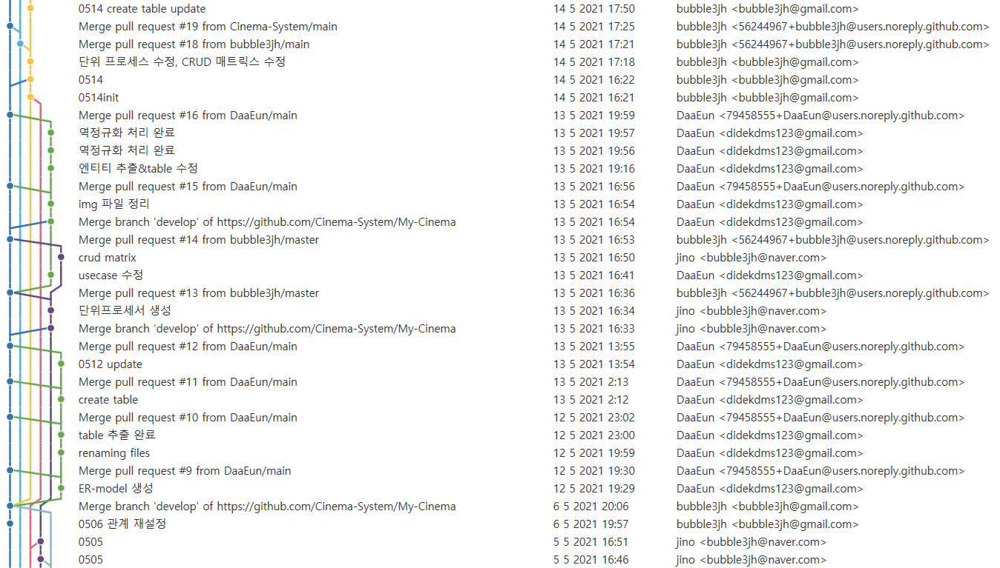 0514 create table update 14 5 2021 17:50 bubble3jh <bubble3jh@gmail.com>
Merge pull request #19 from Cinema-System/main 14 5 2021 17:25 bubble3jh <56244967+bubble3jh@users.noreply.github.com>
Merge pull request #18 from bubble3jh/main 14 5 2021 17:21 bubble3jh <56244967+bubble3jh@users.noreply.github.com>
단위 프로세스 수정, CRUD 매트릭스 수정 14 5 2021 17:18 bubble3jh <bubble3jh@gmail.com>
0514 14 5 2021 16:22 bubble3jh <bubble3jh@gmail.com>
0514init 14 5 2021 16:21 bubble3jh <bubble3jh@gmail.com>
Merge pull request #16 from DaaEun/main 13 5 2021 19:59 DaaEun <79458555+DaaEun@users.noreply.github.com>
역정규화 처리 완료 13 5 2021 19:57 DaaEun <didekdms123@gmail.com>
역정규화 처리 완료 13 5 2021 19:56 DaaEun <didekdms123@gmail.com>
엔티티 추출&table 수정 13 5 2021 19:16 DaaEun <didekdms123@gmail.com>
Merge pull request #15 from DaaEun/main 13 5 2021 16:56 DaaEun <79458555+DaaEun@users.noreply.github.com>
img 파일 정리 13 5 2021 16:54 DaaEun <didekdms123@gmail.com>
Merge branch 'develop' of https://github.com/Cinema-System/My-Cinema 13 5 2021 16:54 DaaEun <didekdms123@gmail.com>
Merge pull request #14 from bubble3jh/master 13 5 2021 16:53 bubble3jh <56244967+bubble3jh@users.noreply.github.com>
crud matrix 13 5 2021 16:50 jino <bubble3jh@naver.com>
usecase 수정 13 5 2021 16:41 DaaEun <didekdms123@gmail.com>
Merge pull request #13 from bubble3jh/master 13 5 2021 16:36 bubble3jh <56244967+bubble3jh@users.noreply.github.com>
단위프로세서 생성 13 5 2021 16:34 jino <bubble3jh@naver.com>
Merge branch 'develop' of https://github.com/Cinema-System/My-Cinema 13 5 2021 16:33 jino <bubble3jh@naver.com>
Merge pull request #12 from DaaEun/main 13 5 2021 13:55 DaaEun <79458555+DaaEun@users.noreply.github.com>
0512 update 13 5 2021 13:54 DaaEun <didekdms123@gmail.com>
Merge pull request #11 from DaaEun/main 13 5 2021 2:13 DaaEun <79458555+DaaEun@users.noreply.github.com>
create table 13 5 2021 2:12 DaaEun <didekdms123@gmail.com>
Merge pull request #10 from DaaEun/main 12 5 2021 23:02 DaaEun <79458555+DaaEun@users.noreply.github.com>
table 추출 완료 12 5 2021 23:00 DaaEun <didekdms123@gmail.com>
renaming files 12 5 2021 19:59 DaaEun <didekdms123@gmail.com>
Merge pull request #9 from DaaEun/main 12 5 2021 19:30 DaaEun <79458555+DaaEun@users.noreply.github.com>
ER-model 생성 12 5 2021 19:29 DaaEun <didekdms123@gmail.com>
Merge branch 'develop' of https://github.com/Cinema-System/My-Cinema 6 5 2021 20:06 bubble3jh <bubble3jh@gmail.com>
0506 관계 재설정 6 5 2021 19:57 bubble3jh <bubble3jh@gmail.com>
0505 5 5 2021 16:51 jino <bubble3jh@naver.com>
0505 5 5 2021 16:46 jino <bubble3jh@naver.com>